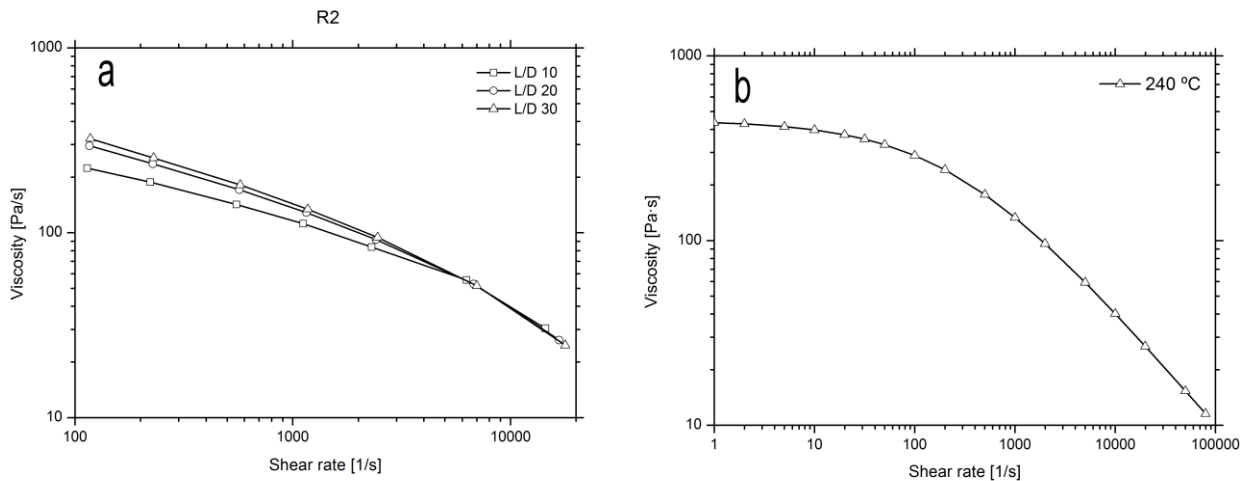 R2
a
L/D 10
L/D 20
L/D 30
1000
100
10
Viscosity [Pa/s]
100
1000
10000
Shear rate [1/s]
b
240 ºC
1000
100
10
Viscosity [Pa·s]
1
10
100
1000
10000
100000
Shear rate [1/s]